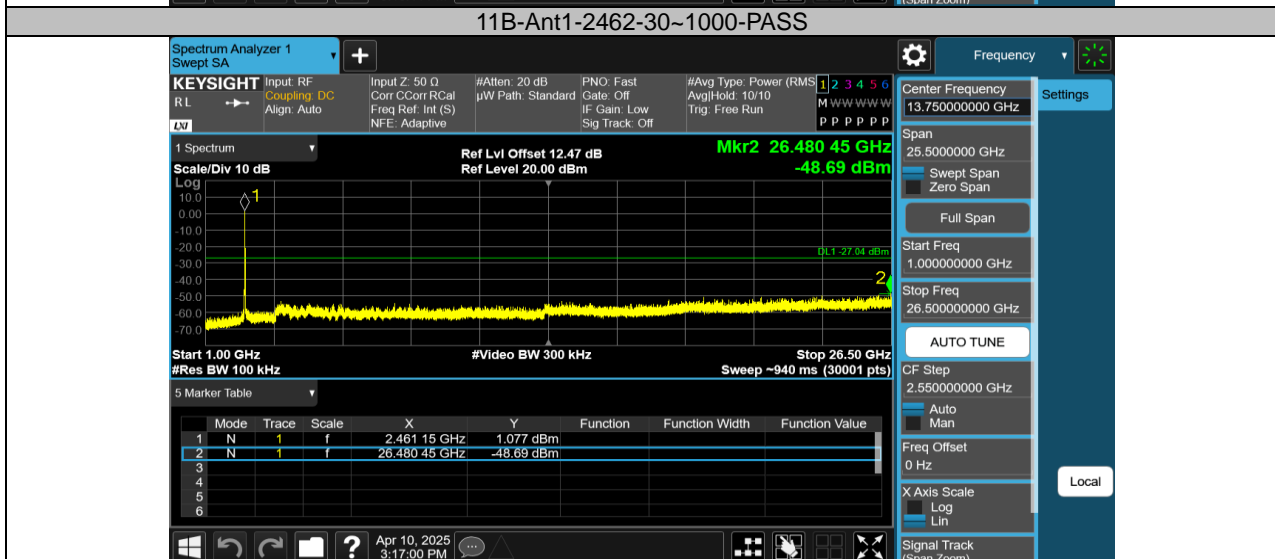 (Span Zoom)
11B-Ant1-2462-30~1000-PASS
Spectrum Analyzer 1
Swept SA
Frequency
KEYSIGHT
RL
LXI
Input: RF
Coupling: DC
Align: Auto
Input Z: 50 Ω
Corr CCorr RCal
Freq Ref: Int (S)
NFE: Adaptive
#Atten: 20 dB
µW Path: Standard
PNO: Fast
Gate: Off
IF Gain: Low
Sig Track: Off
#Avg Type: Power (RMS
Avg|Hold: 10/10
Trig: Free Run
1 2 3 4 5 6
M W W W W W
P P P P P P
1 Spectrum
Scale/Div 10 dB
Ref Lvl Offset 12.47 dB
Ref Level 20.00 dBm
Mkr2 26.480 45 GHz
-48.69 dBm
Log
10.0
0.00
-10.0
-20.0
-30.0
-40.0
-50.0
-60.0
-70.0
1
DL1 -27.04 dBm
2
Start 1.00 GHz
#Video BW 300 kHz
Stop 26.50 GHz
#Res BW 100 kHz
Sweep ~940 ms (30001 pts)
5 Marker Table
Mode Trace Scale X Y Function Function Width Function Value
1 N 1 f 2.461 15 GHz 1.077 dBm
2 N 1 f 26.480 45 GHz -48.69 dBm
3
4
5
6
Apr 10, 2025
3:17:00 PM
Center Frequency
13.750000000 GHz
Settings
Span
25.5000000 GHz
Swept Span
Zero Span
Full Span
Start Freq
1.000000000 GHz
Stop Freq
26.500000000 GHz
AUTO TUNE
CF Step
2.550000000 GHz
Auto
Man
Freq Offset
0 Hz
X Axis Scale
Log
Lin
Local
Signal Track
(Span Zoom)